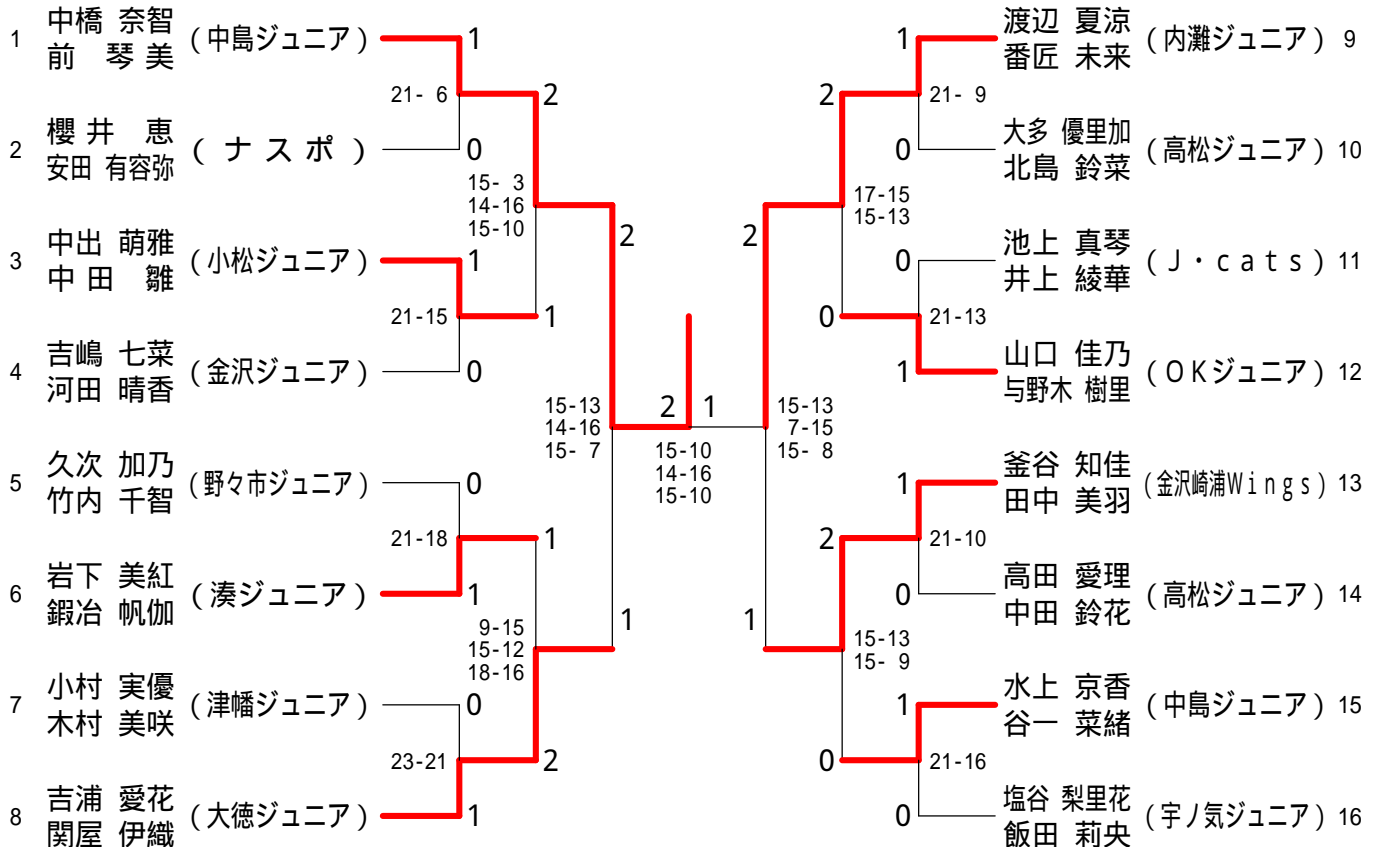 1 中橋 奈智
前 琴 美 (中島ジュニア) 1
21- 6 2
2 櫻 井 恵
安田 有容弥 ( ナ ス ポ ) 0
15- 3
14-16
15-10
2
3 中出 萌雅
中 田 雛 (小松ジュニア) 1
21-15 1
4 吉嶋 七菜
河田 晴香 (金沢ジュニア) 0
15-13
14-16
15- 7
5 久次 加乃
竹内 千智 (野々市ジュニア) 0
21-18 1
6 岩下 美紅
鍜冶 帆伽 (湊ジュニア) 1
9-15
15-12
18-16
1
7 小村 実優
木村 美咲 (津幡ジュニア) 0
23-21 2
8 吉浦 愛花
関屋 伊織 (大徳ジュニア) 1
2 1
15-10
14-16
15-10
1 渡辺 夏涼
番匠 未来 (内灘ジュニア) 9
2 21- 9
0 大多 優里加
北島 鈴菜 (高松ジュニア) 10
17-15
15-13
2
0 池上 真琴
井上 綾華 (J・cats) 11
0 21-13
1 山口 佳乃
与野木 樹里 (OKジュニア) 12
15-13
7-15
15- 8
1 釜谷 知佳
田中 美羽 (金沢崎浦Wings) 13
2 21-10
0 高田 愛理
中田 鈴花 (高松ジュニア) 14
1
15-13
15- 9
1 水上 京香
谷一 菜緒 (中島ジュニア) 15
0 21-16
0 塩谷 梨里花
飯田 莉央 (宇ノ気ジュニア) 16